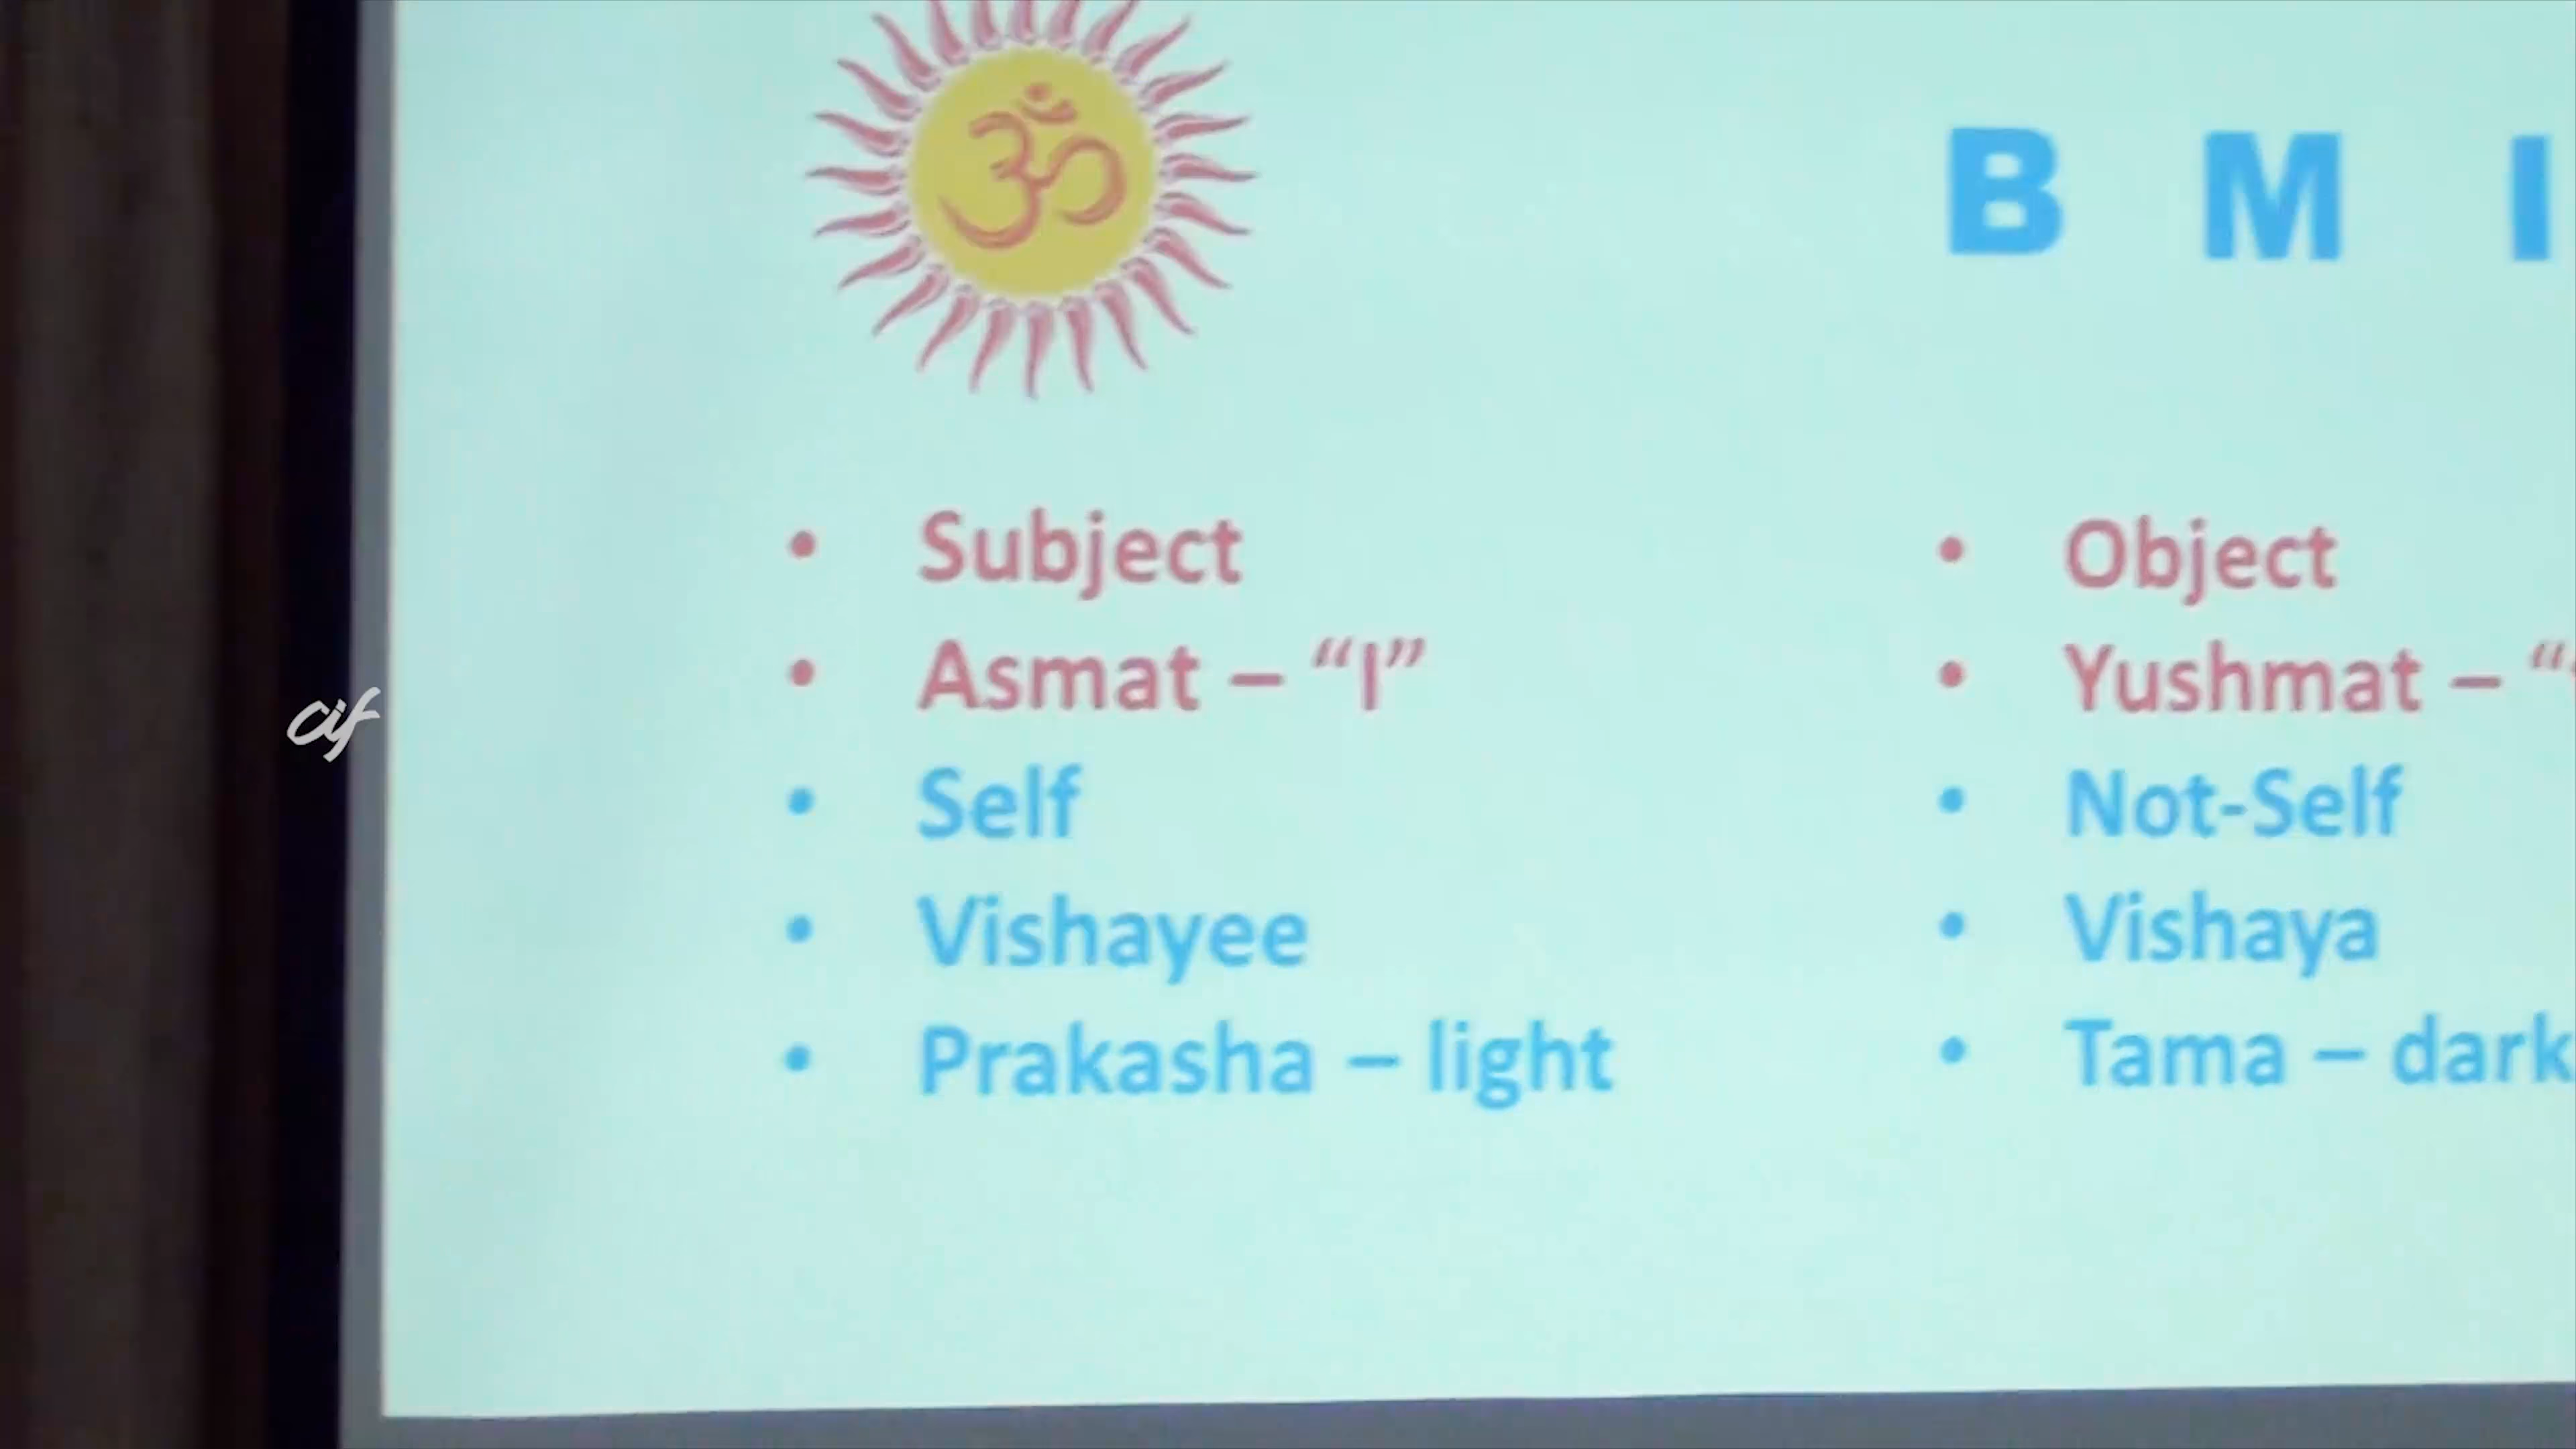 ॐ
B M I
Subject
Asmat – “I”
Self
Vishayee
Prakasha – light
Object
Yushmat – “
Not-Self
Vishaya
Tama – dark
cif